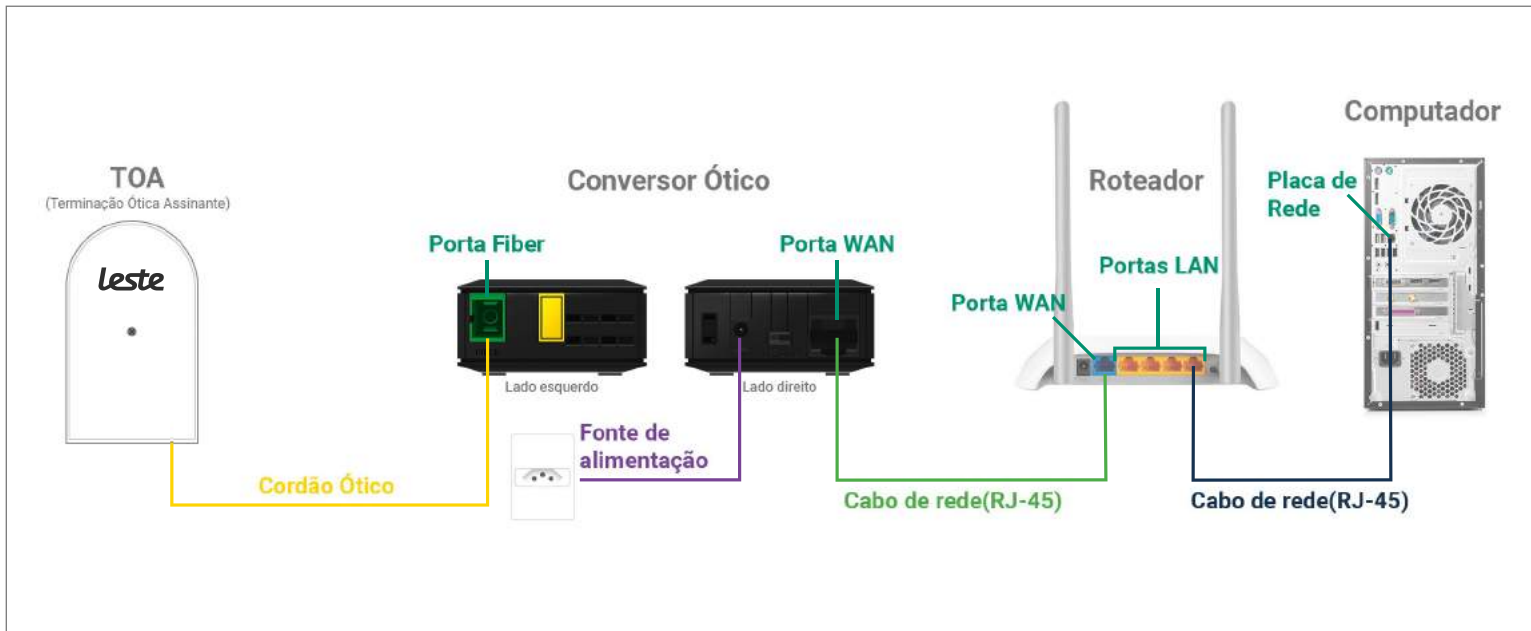 Computador
TOA
(Terminação Ótica Assinante)
Conversor Ótico
Roteador
Placa de
Rede
Porta Fiber
Porta WAN
Portas LAN
Porta WAN
leste
Lado esquerdo
Lado direito
Fonte de
alimentação
Cordão Ótico
Cabo de rede(RJ-45)
Cabo de rede(RJ-45)